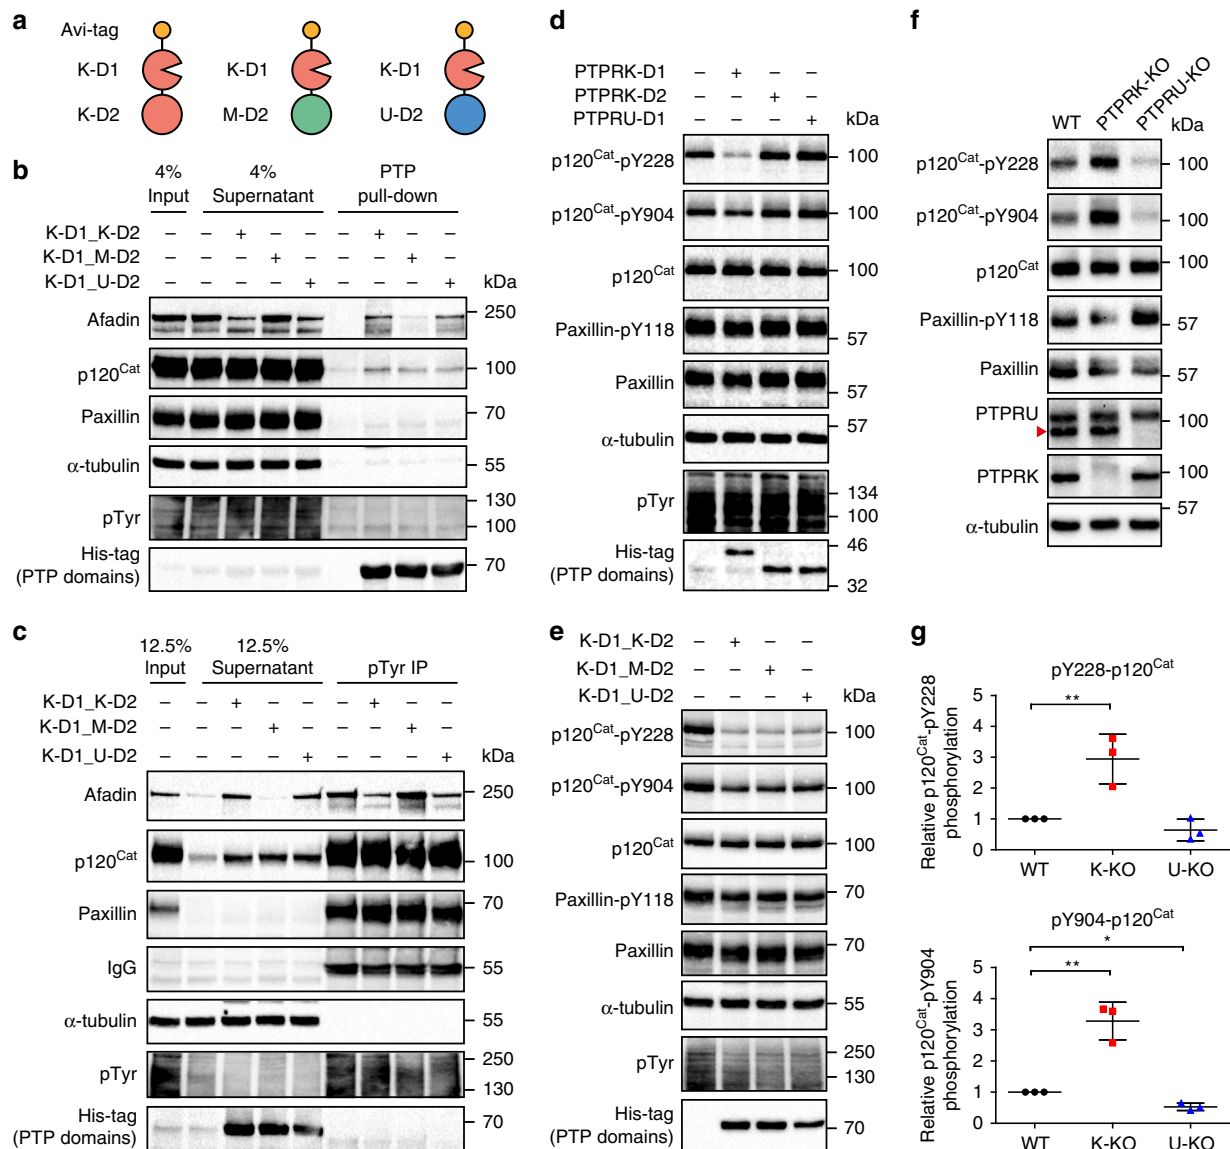 a
Avi-tag
K-D1 K-D1 K-D1
K-D2 M-D2 U-D2
b
4% 4% PTP
Input Supernatant pull-down
K-D1_K-D2 – – + – – – + – –
K-D1_M-D2 – – – + – – – + –
K-D1_U-D2 – – – – + – – – + kDa
Afadin 250
p120Cat 100
Paxillin 70
α-tubulin 55
pTyr 130
100
His-tag 70
(PTP domains)
c
12.5% 12.5%
Input Supernatant pTyr IP
K-D1_K-D2 – – + – – – + – –
K-D1_M-D2 – – – + – – – + –
K-D1_U-D2 – – – – + – – – + kDa
Afadin 250
p120Cat 100
Paxillin 70
IgG 55
α-tubulin 55
pTyr 250
130
His-tag 70
(PTP domains)
d
PTPRK-D1 – + – –
PTPRK-D2 – – + –
PTPRU-D1 – – – + kDa
p120Cat-pY228 100
p120Cat-pY904 100
p120Cat 100
Paxillin-pY118 57
Paxillin 57
α-tubulin 57
pTyr 134
100
His-tag 46
(PTP domains) 32
e
K-D1_K-D2 – + – –
K-D1_M-D2 – – + –
K-D1_U-D2 – – – + kDa
p120Cat-pY228 100
p120Cat-pY904 100
p120Cat 100
Paxillin-pY118 70
Paxillin 70
α-tubulin 55
pTyr 250
130
His-tag 70
(PTP domains)
f
WT PTPRK-KO PTPRU-KO kDa
p120Cat-pY228 100
p120Cat-pY904 100
p120Cat 100
Paxillin-pY118 57
Paxillin 57
PTPRU 100
PTPRK 100
α-tubulin 57
g
pY228-p120Cat
Relative p120Cat-pY228
phosphorylation
5
4
3
2
1
0
**
WT K-KO U-KO
pY904-p120Cat
Relative p120Cat-pY904
phosphorylation
5
4
3
2
1
0
*
**
WT K-KO U-KO